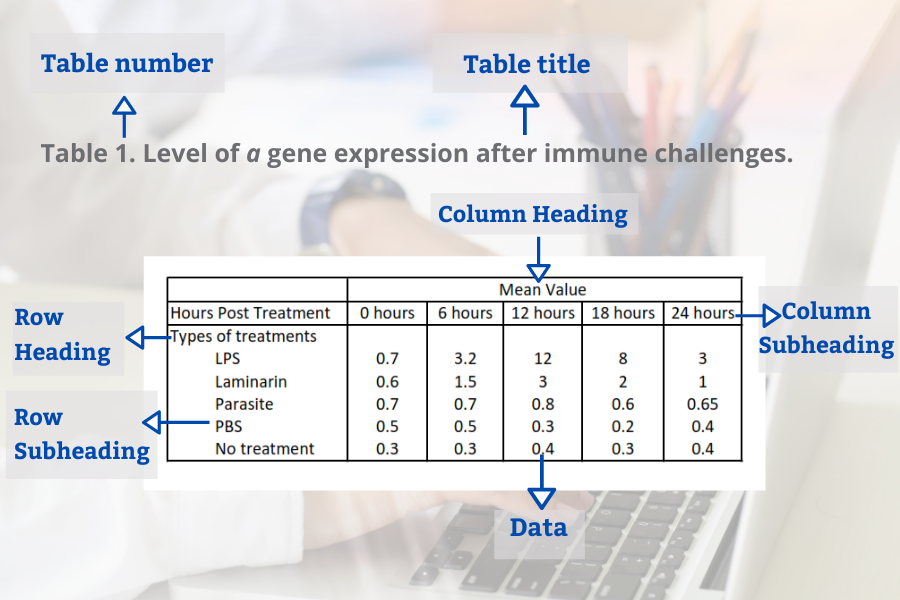 Table number
Table title
Table 1. Level of a gene expression after immune challenges.
Column Heading
Mean Value
Hours Post Treatment 0 hours 6 hours 12 hours 18 hours 24 hours
Column
Subheading
Row
Heading
Types of treatments
LPS 0.7 3.2 12 8 3
Laminarin 0.6 1.5 3 2 1
Parasite 0.7 0.7 0.8 0.6 0.65
Row
Subheading
PBS 0.5 0.5 0.3 0.2 0.4
No treatment 0.3 0.3 0.4 0.3 0.4
Data